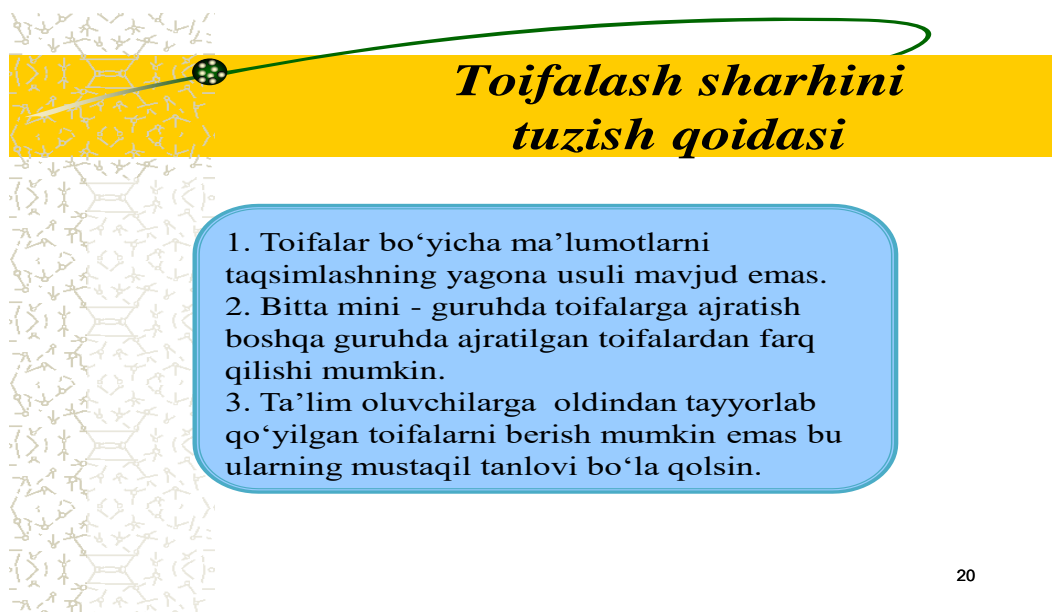 Toifalash sharhini
tuzish qoidasi
1. Toifalar bo‘yicha ma’lumotlarni
taqsimlashning yagona usuli mavjud emas.
2. Bitta mini - guruhda toifalarga ajratish
boshqa guruhda ajratilgan toifalardan farq
qilishi mumkin.
3. Ta’lim oluvchilarga  oldindan tayyorlab
qo‘yilgan toifalarni berish mumkin emas bu
ularning mustaqil tanlovi bo‘la qolsin.
20